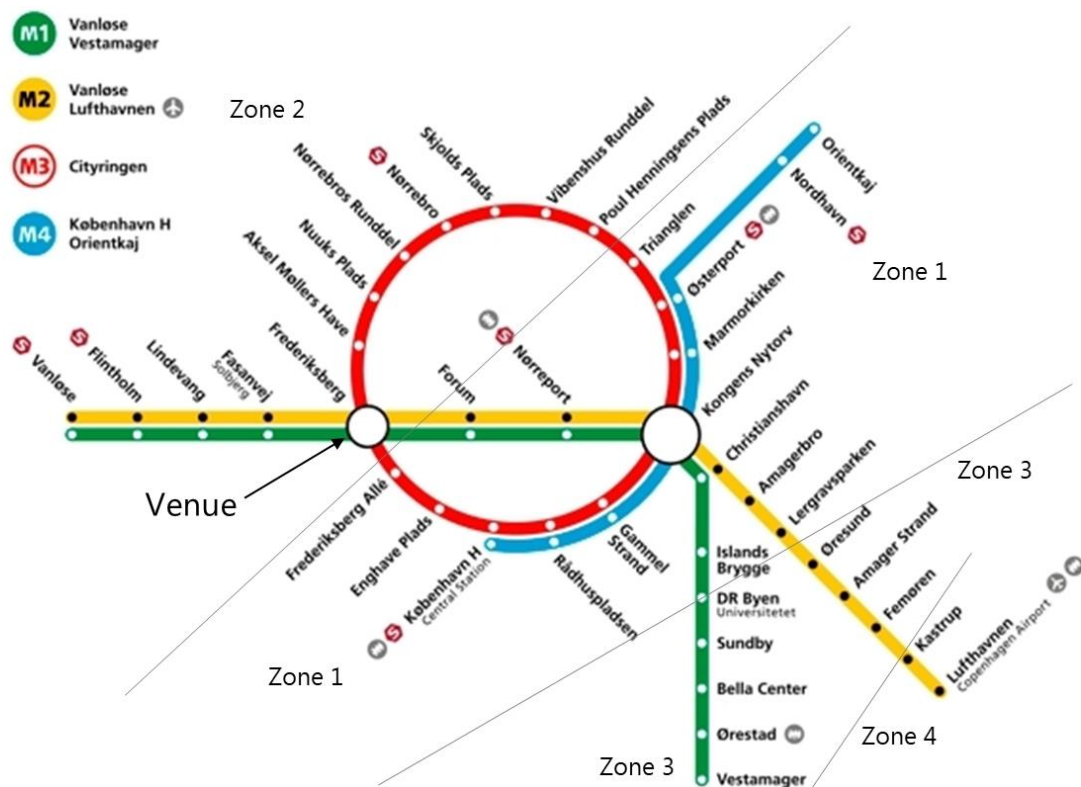 M1
Vanløse
Vestamager
M2
Vanløse
Lufthavnen
M3
Cityringen
M4
København H
Orientkaj
Zone 2
Vanløse
S
Flintholm
S
Lindevang
Fasanvej
Solbjerg
Frederiksberg
Aksel Møllers Have
Nuuks Plads
Nørrebros Runddel
Nørrebro
S
Skjolds Plads
Vibenshus Runddel
Poul Henningsens Plads
Trianglen
Østerport
S
Nordhavn
S
Orientkaj
Zone 1
Marmorkirken
Kongens Nytorv
Forum
Nørreport
S
Christianshavn
Amagerbro
Lergravsparken
Øresund
Amager Strand
Femøren
Kastrup
Lufthavnen
Copenhagen Airport
Zone 3
Venue
Frederiksberg Allé
Enghave Plads
København H
Central Station
S
Rådhuspladsen
Gammel
Strand
Islands
Brygge
DR Byen
Universitetet
Sundby
Bella Center
Ørestad
Vestamager
Zone 1
Zone 3
Zone 4